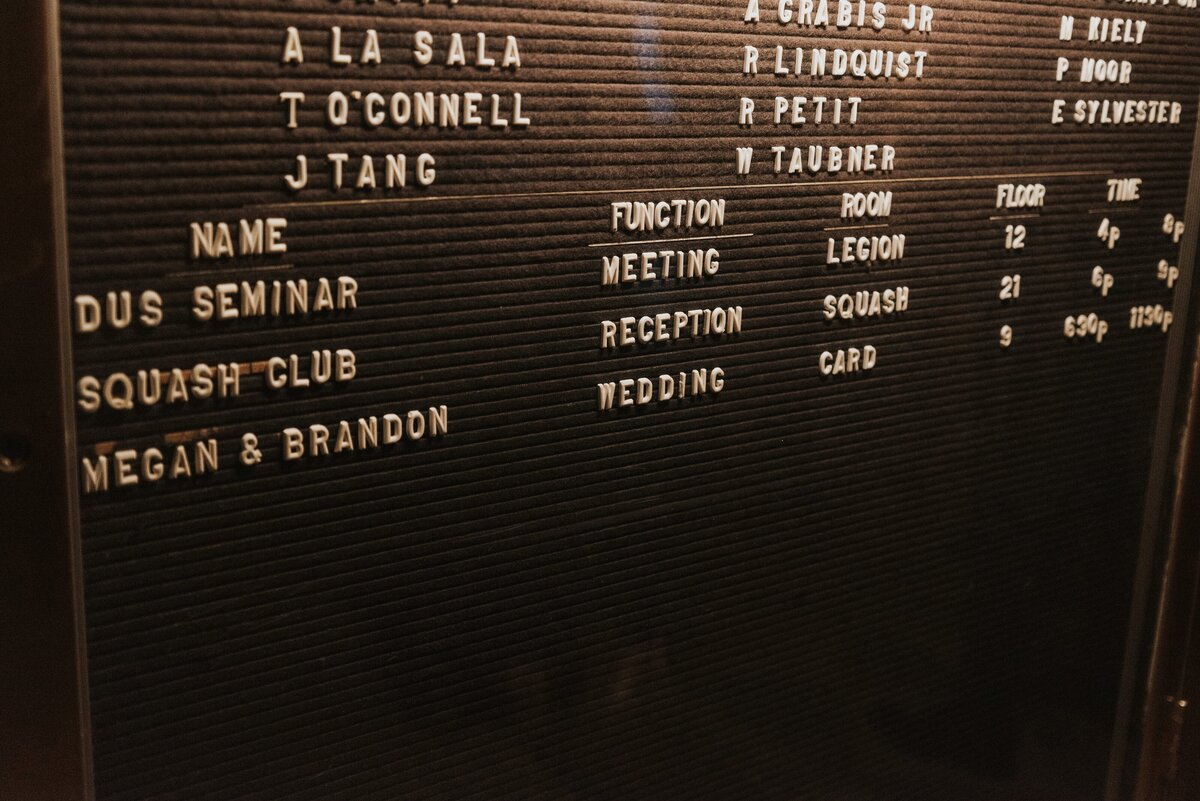 A LA SALA A GRABIS JR M KIELY
T O'CONNELL R LINDQUIST P MOOR
J TANG R PETIT E SYLVESTER
W TAUBNER
NAME FUNCTION ROOM FLOOR TIME
DUS SEMINAR MEETING LEGION 12 4p 8p
SQUASH CLUB RECEPTION SQUASH 21 6p 9p
MEGAN & BRANDON WEDDING CARD 9 630p 1130p